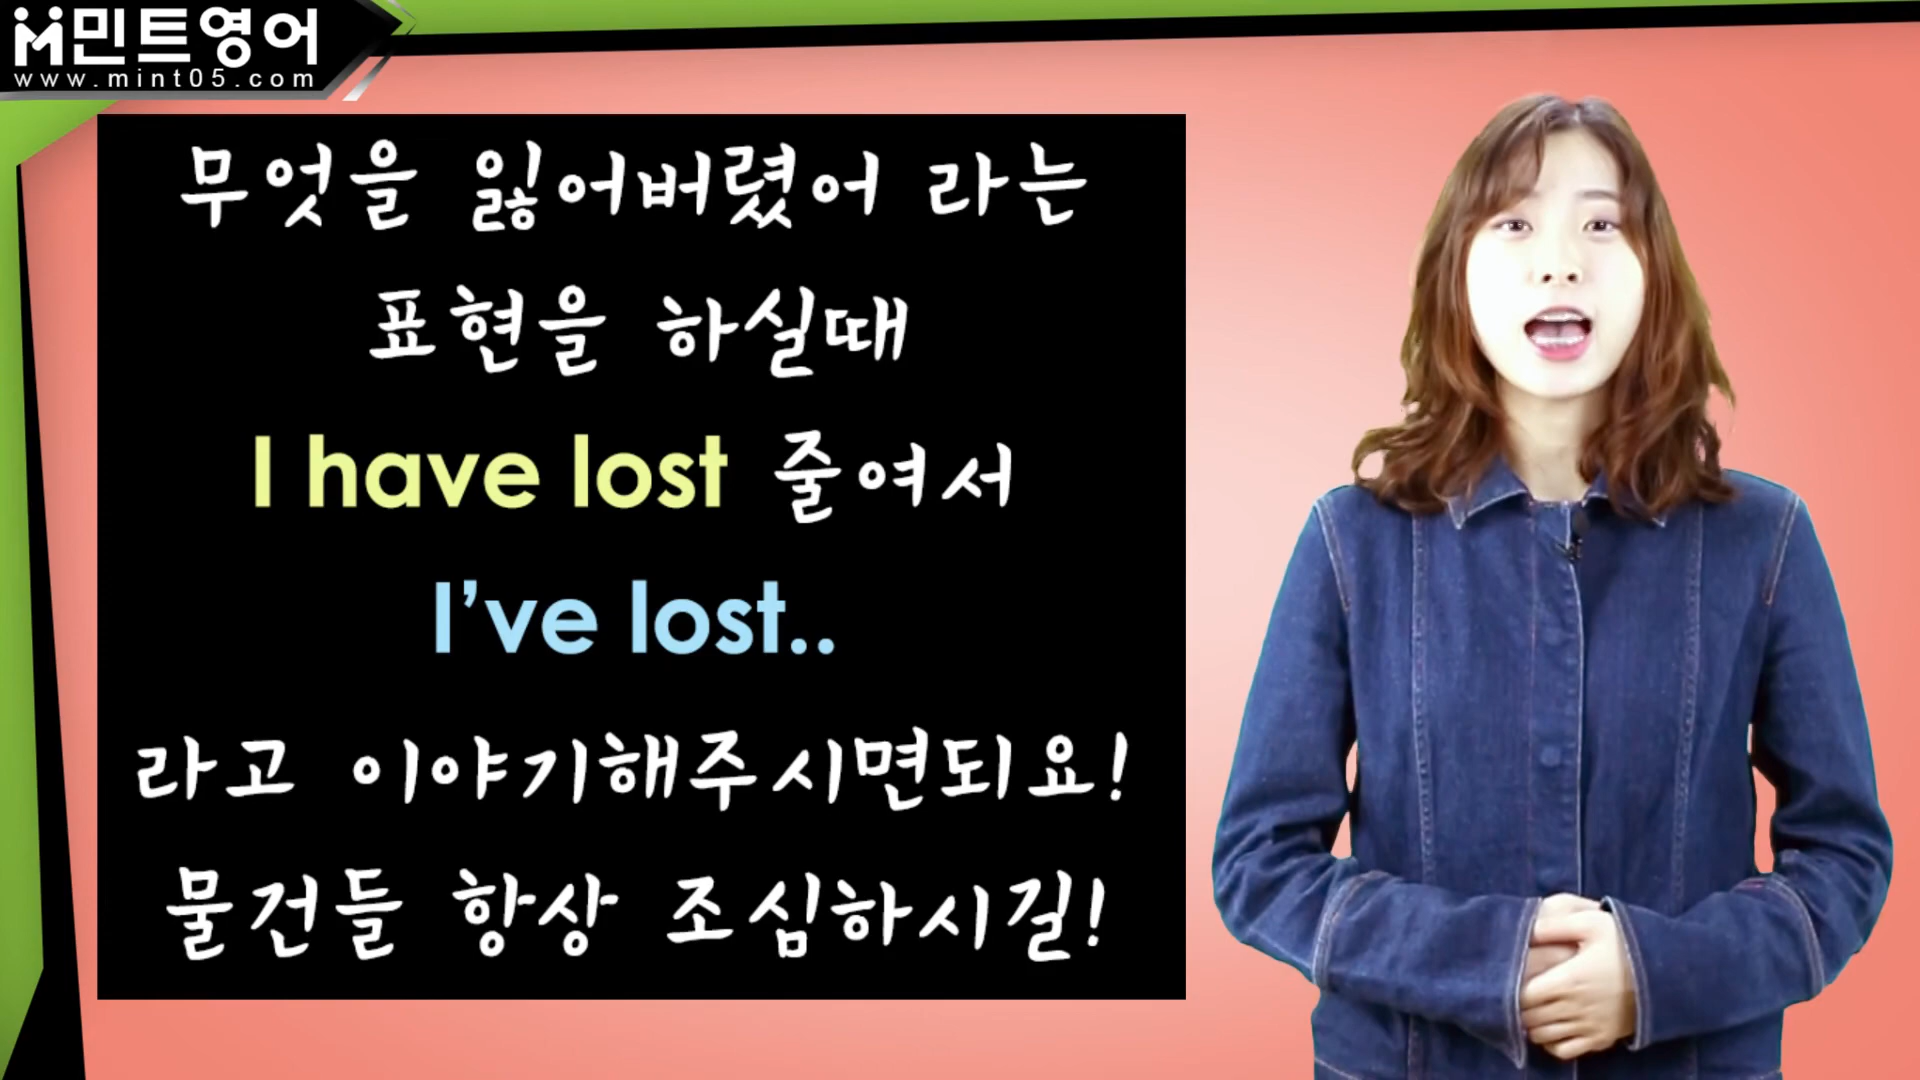 민트영어
www.mint05.com
무엇을 잃어버렸어 라는
표현을 하실때
I have lost 줄여서
I've lost..
라고 이야기해주시면되요!
물건들 항상 조심하시길!